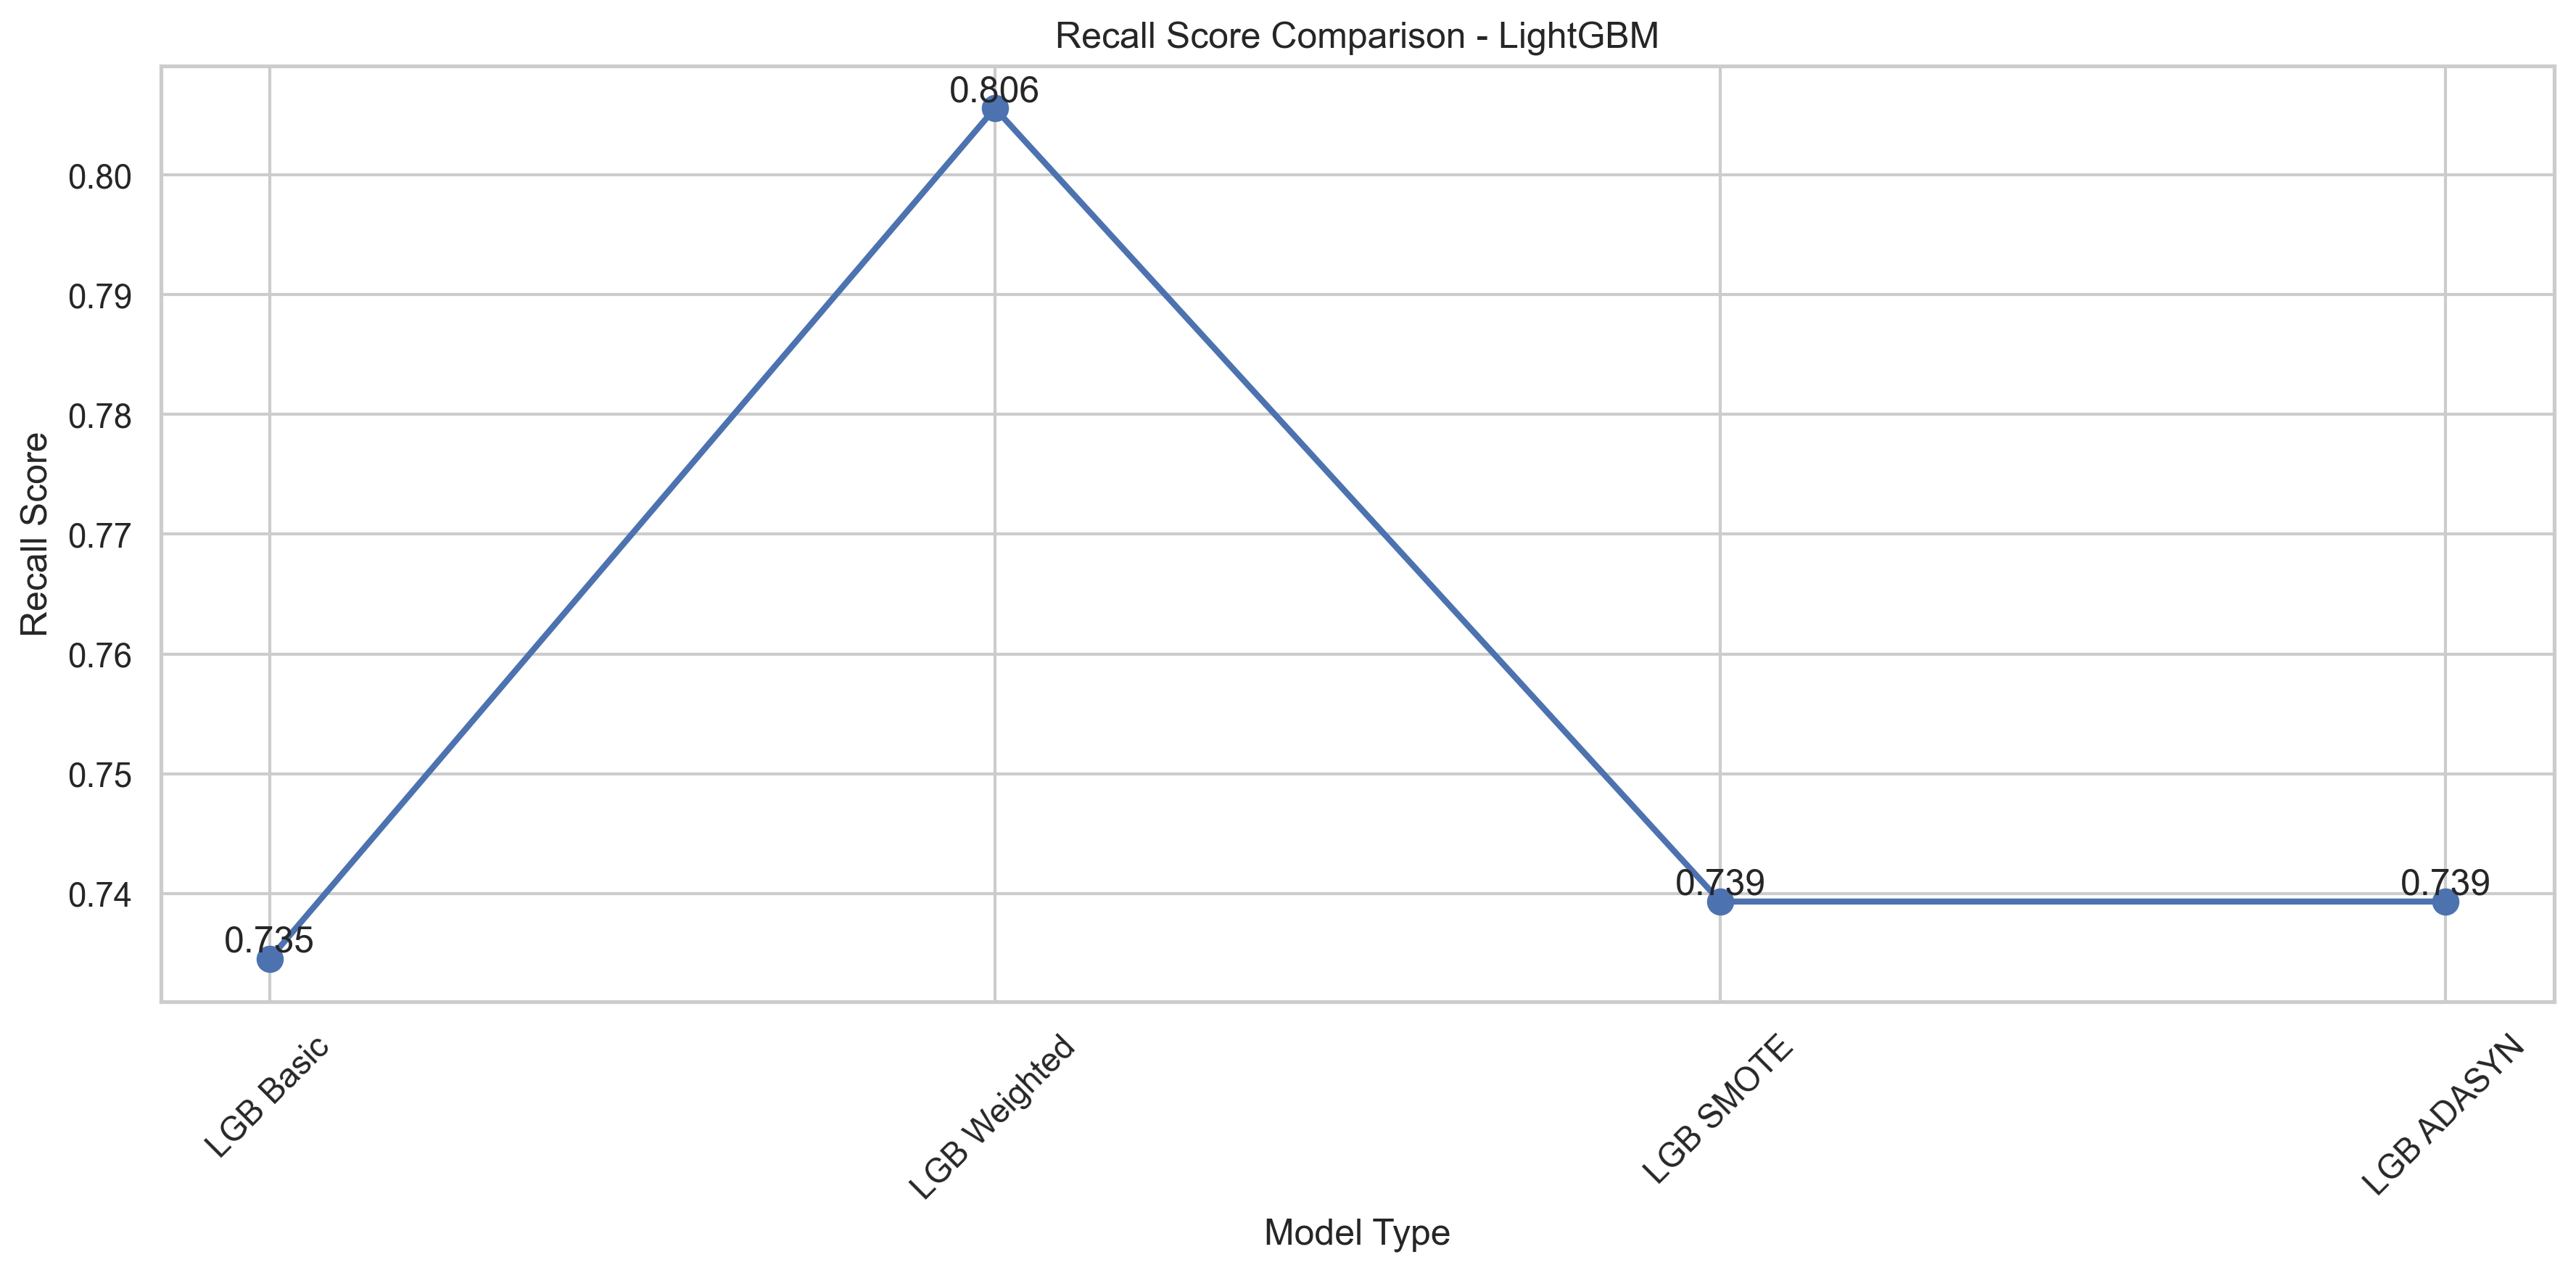 Recall Score Comparison - LightGBM
0.806
0.80
0.79
0.78
0.77
0.76
0.75
0.74
Recall Score
0.735
0.739
0.739
LGB Basic
LGB Weighted
LGB SMOTE
LGB ADASYN
Model Type